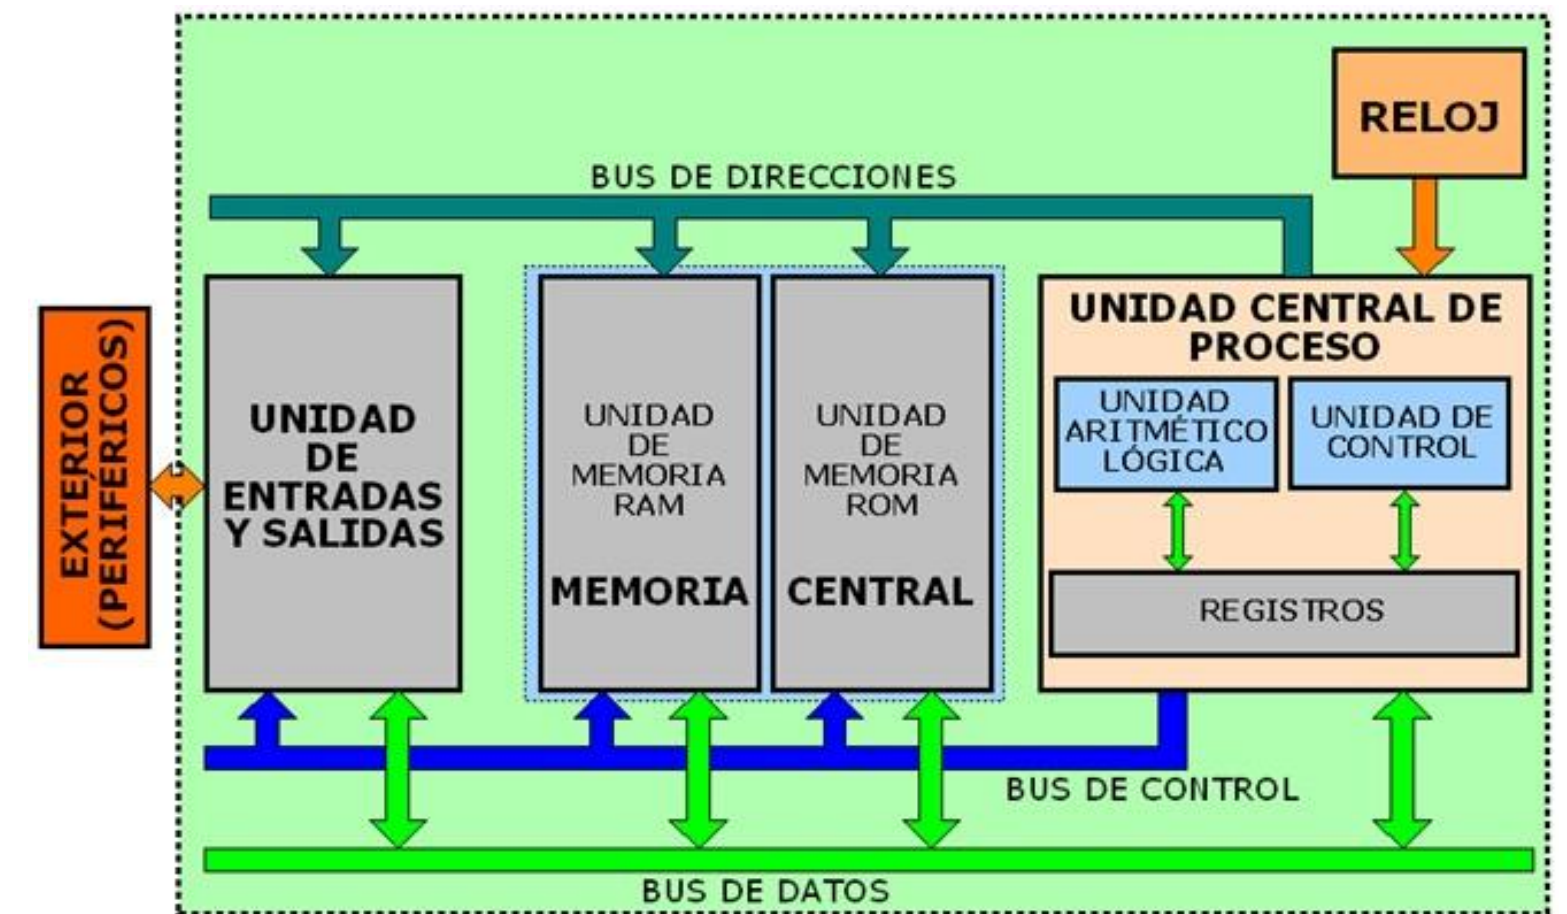 RELOJ
BUS DE DIRECCIONES
EXTERIOR
(PERIFÉRICOS)
UNIDAD
DE
ENTRADAS
Y SALIDAS
UNIDAD
DE
MEMORIA
RAM
MEMORIA
UNIDAD
DE
MEMORIA
ROM
CENTRAL
UNIDAD CENTRAL DE
PROCESO
UNIDAD
ARITMÉTICO
LÓGICA
UNIDAD DE
CONTROL
REGISTROS
BUS DE CONTROL
BUS DE DATOS